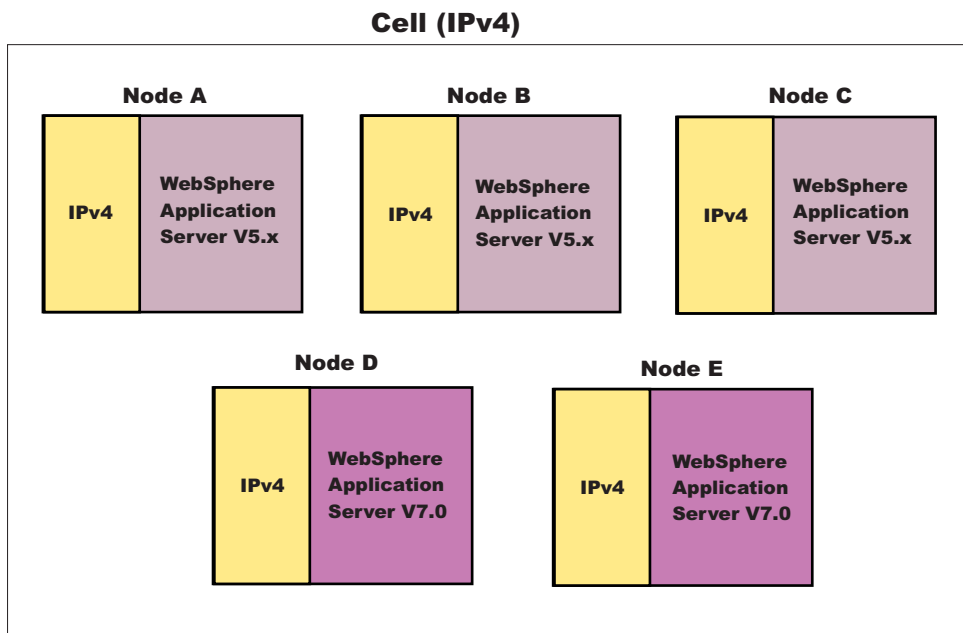 Cell (IPv4)
Node A
Node B
Node C
IPv4
WebSphere
Application
Server V5.x
IPv4
WebSphere
Application
Server V5.x
IPv4
WebSphere
Application
Server V5.x
Node D
Node E
IPv4
WebSphere
Application
Server V7.0
IPv4
WebSphere
Application
Server V7.0